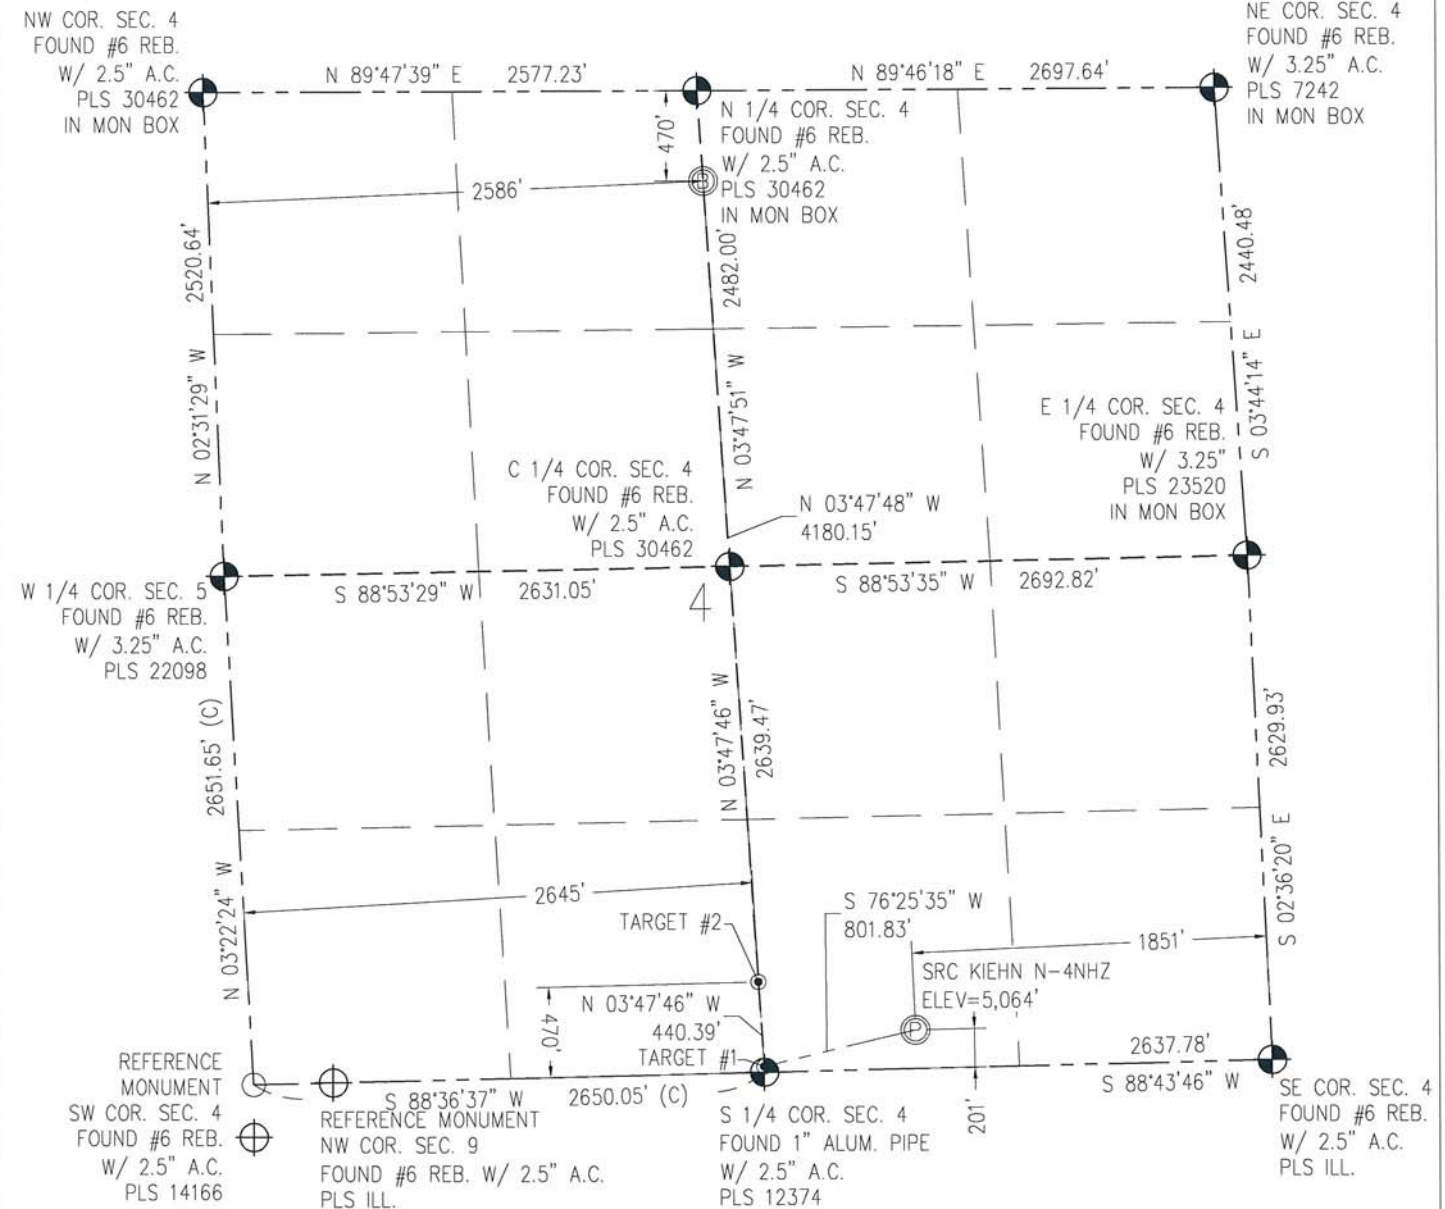 NW COR. SEC. 4
FOUND #6 REB.
W/ 2.5" A.C.
PLS 30462
IN MON BOX
N 89°47'39" E 2577.23'
N 89°46'18" E 2697.64'
NE COR. SEC. 4
FOUND #6 REB.
W/ 3.25" A.C.
PLS 7242
IN MON BOX
470'
N 1/4 COR. SEC. 4
FOUND #6 REB.
W/ 2.5" A.C.
PLS 30462
IN MON BOX
B
2586'
2520.64'
N 02°31'29" W
2482.00'
N 03°47'51" W
2440.48'
S 03°44'14" E
E 1/4 COR. SEC. 4
FOUND #6 REB.
W/ 3.25"
PLS 23520
IN MON BOX
C 1/4 COR. SEC. 4
FOUND #6 REB.
W/ 2.5" A.C.
PLS 30462
N 03°47'48" W
4180.15'
W 1/4 COR. SEC. 5
FOUND #6 REB.
W/ 3.25" A.C.
PLS 22098
S 88°53'29" W 2631.05'
4
S 88°53'35" W 2692.82'
2651.65' (C)
N 03°22'24" W
N 03°47'46" W
2639.47'
2629.93'
S 02°36'20" E
2645'
TARGET #2
S 76°25'35" W
801.83'
1851'
SRC KIEHN N-4NHZ
ELEV=5,064'
P
470'
N 03°47'46" W
440.39'
TARGET #1
2637.78'
S 88°43'46" W
201'
REFERENCE
MONUMENT
SW COR. SEC. 4
FOUND #6 REB.
W/ 2.5" A.C.
PLS 14166
S 88°36'37" W 2650.05' (C)
REFERENCE MONUMENT
NW COR. SEC. 9
FOUND #6 REB. W/ 2.5" A.C.
PLS ILL.
S 1/4 COR. SEC. 4
FOUND 1" ALUM. PIPE
W/ 2.5" A.C.
PLS 12374
SE COR. SEC. 4
FOUND #6 REB.
W/ 2.5" A.C.
PLS ILL.